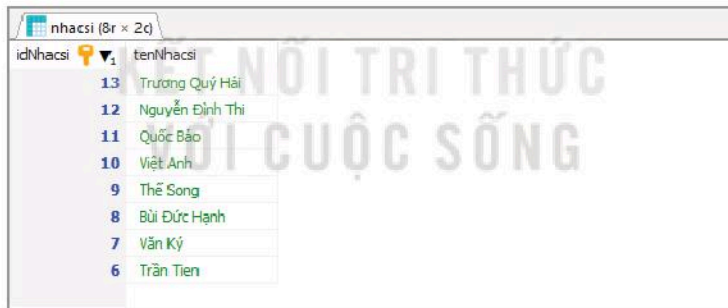 nhacsi (8r × 2c)
idNhacsi 1 tenNhacsi
KẾT NỐI TRI THỨC
VỚI CUỘC SỐNG
13 Trương Quý Hải
12 Nguyễn Đình Thi
11 Quốc Bảo
10 Việt Anh
9 Thế Song
8 Bùi Đức Hạnh
7 Văn Ký
6 Trần Tien